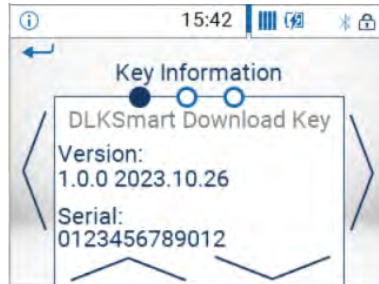 15:42
Key Information
DLKSmart Download Key
Version:
1.0.0 2023.10.26
Serial:
0123456789012